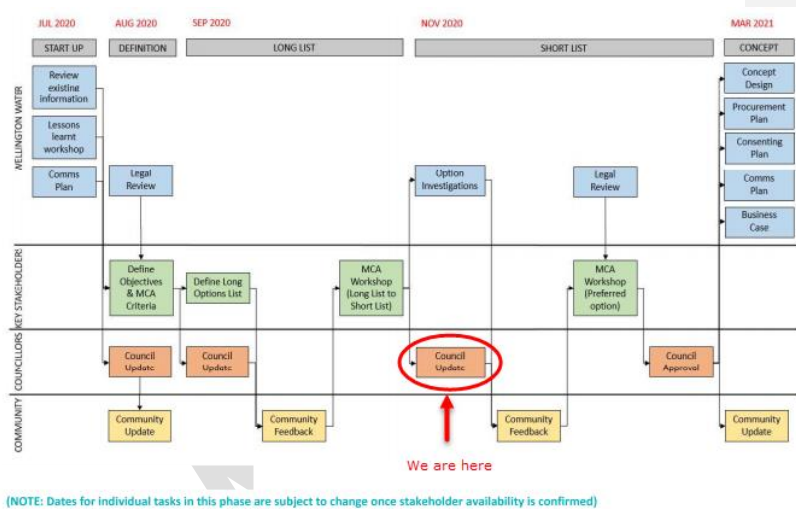 JUL 2020 AUG 2020 SEP 2020 NOV 2020 MAR 2021
START UP DEFINITION LONG LIST SHORT LIST CONCEPT
WELLINGTON WATER
Review
existing
information
Lessons
learnt
workshop
Comms
Plan
Legal
Review
Option
Investigations
Legal
Review
Concept
Design
Procurement
Plan
Consenting
Plan
Comms
Plan
Business
Case
KEY STAKEHOLDERS
Define
Objectives
& MCA
Criteria
Define Long
Options List
MCA
Workshop
(Long List to
Short List)
MCA
Workshop
(Preferred
option)
COUNCILLORS
Council
Update
Council
Update
Council
Update
Council
Approval
COMMUNITY
Community
Update
Community
Feedback
Community
Feedback
Community
Update
We are here
(NOTE: Dates for individual tasks in this phase are subject to change once stakeholder availability is confirmed)